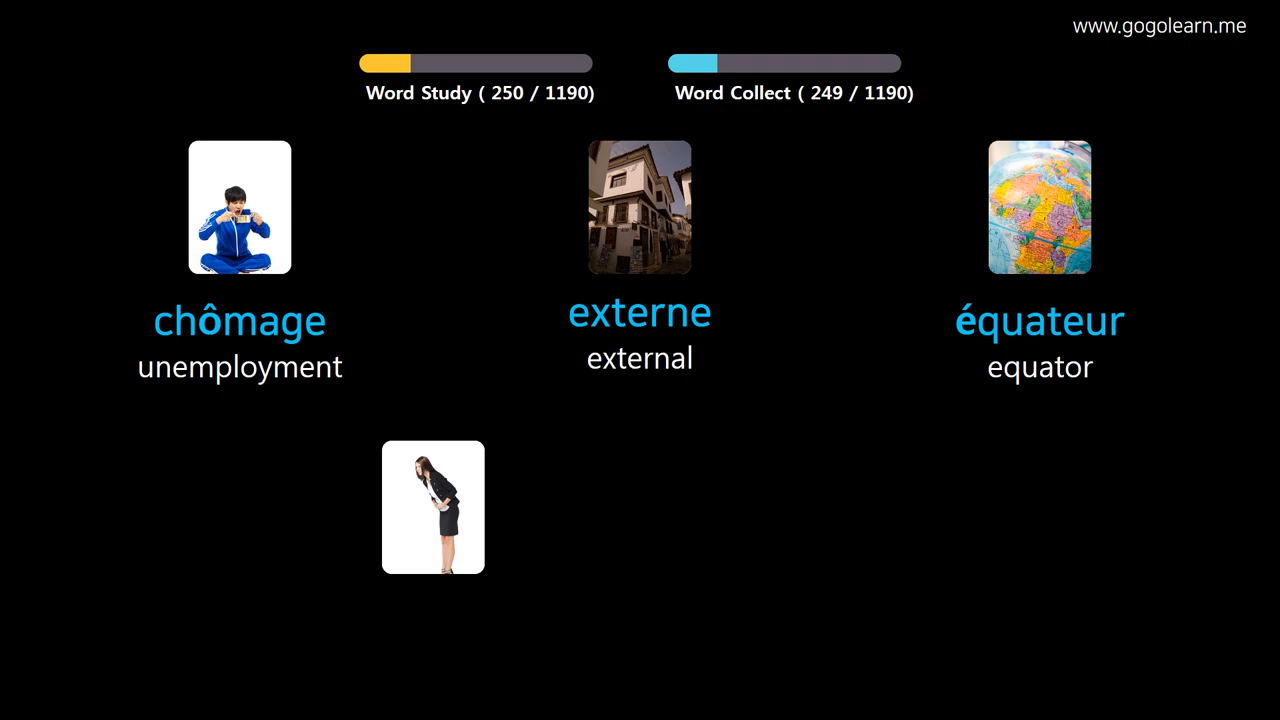 www.gogolearn.me
Word Study ( 250 / 1190)
Word Collect ( 249 / 1190)
chômage
unemployment
externe
external
équateur
equator